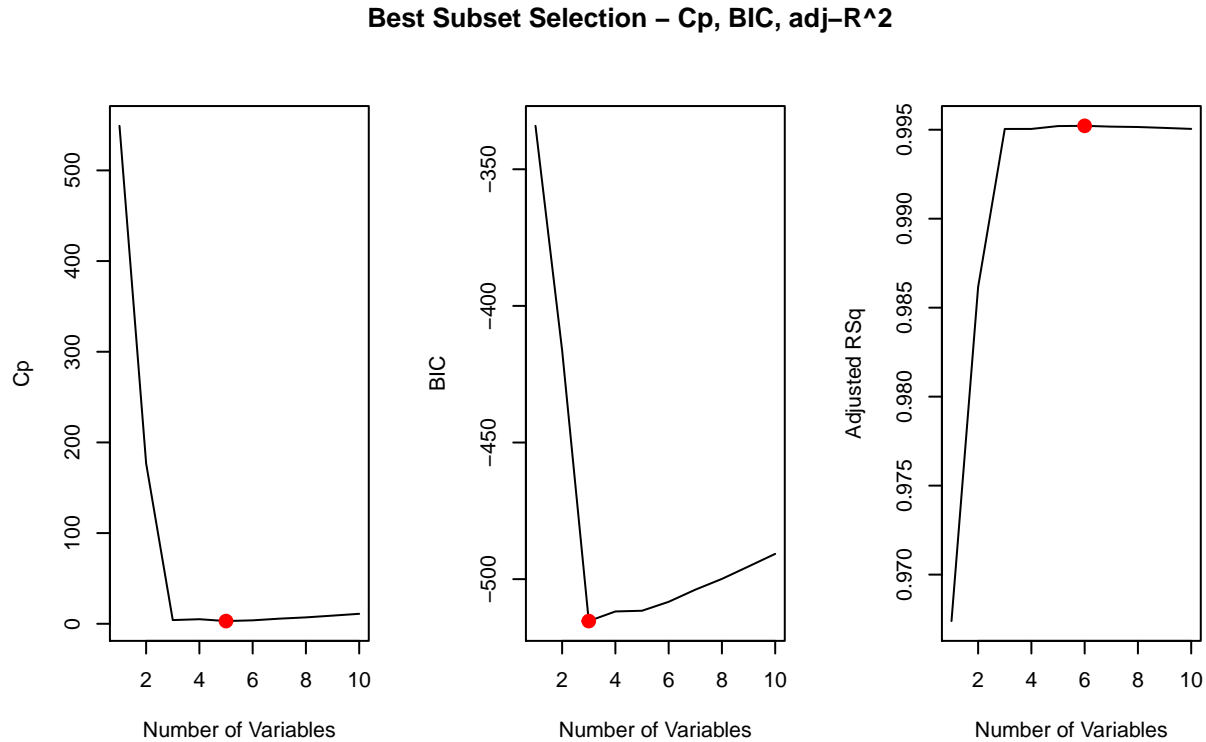 Best Subset Selection – Cp, BIC, adj–R^2
Cp
0
100
200
300
400
500
2 4 6 8 10
Number of Variables
BIC
−500
−450
−400
−350
2 4 6 8 10
Number of Variables
Adjusted RSq
0.970
0.975
0.980
0.985
0.990
0.995
2 4 6 8 10
Number of Variables